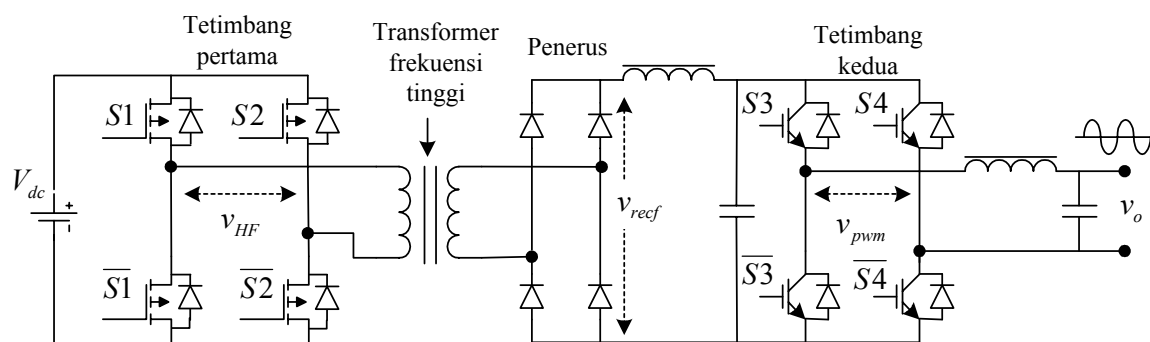 Tetimbang
pertama
Transformer
frekuensi
tinggi
Penerus
Tetimbang
kedua
S1
S2
S3
S4
V_dc
+
-
v_HF
v_recf
v_pwm
v_o
S̅1̅
S̅2̅
S̅3̅
S̅4̅